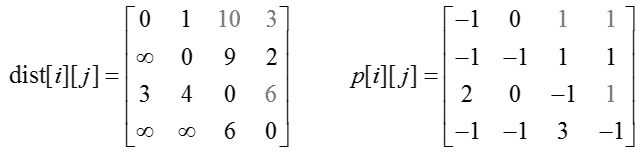 dist[i][j] = [0 1 10 3; ∞ 0 9 2; 3 4 0 6; ∞ ∞ 6 0]
p[i][j] = [−1 0 1 1; −1 −1 1 1; 2 0 −1 1; −1 −1 3 −1]